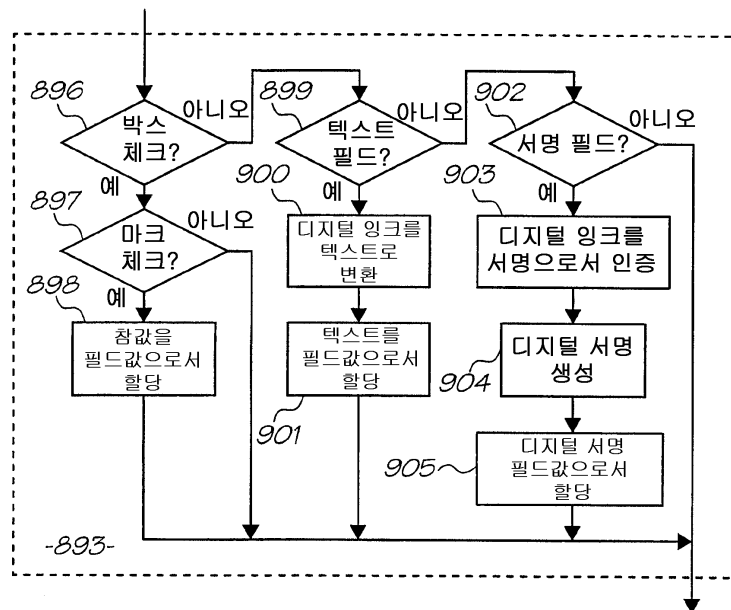 896
박스
체크?
아니오
예
897
마크
체크?
아니오
예
898
참값을
필드값으로서
할당
899
텍스트
필드?
아니오
예
900
디지털 잉크를
텍스트로
변환
텍스트를
필드값으로서
할당
901
902
서명 필드?
아니오
예
903
디지털 잉크를
서명으로서 인증
904
디지털 서명
생성
905
디지털 서명
필드값으로서
할당
-893-